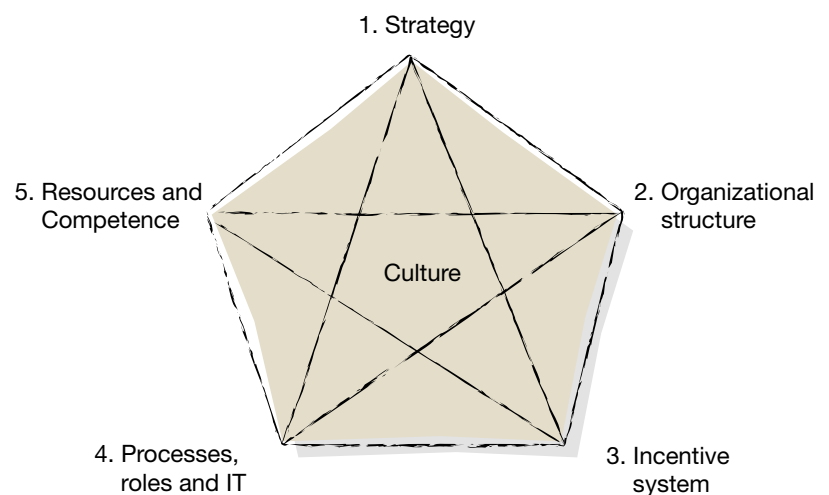 1. Strategy
5. Resources and
Competence
2. Organizational
structure
Culture
4. Processes,
roles and IT
3. Incentive
system